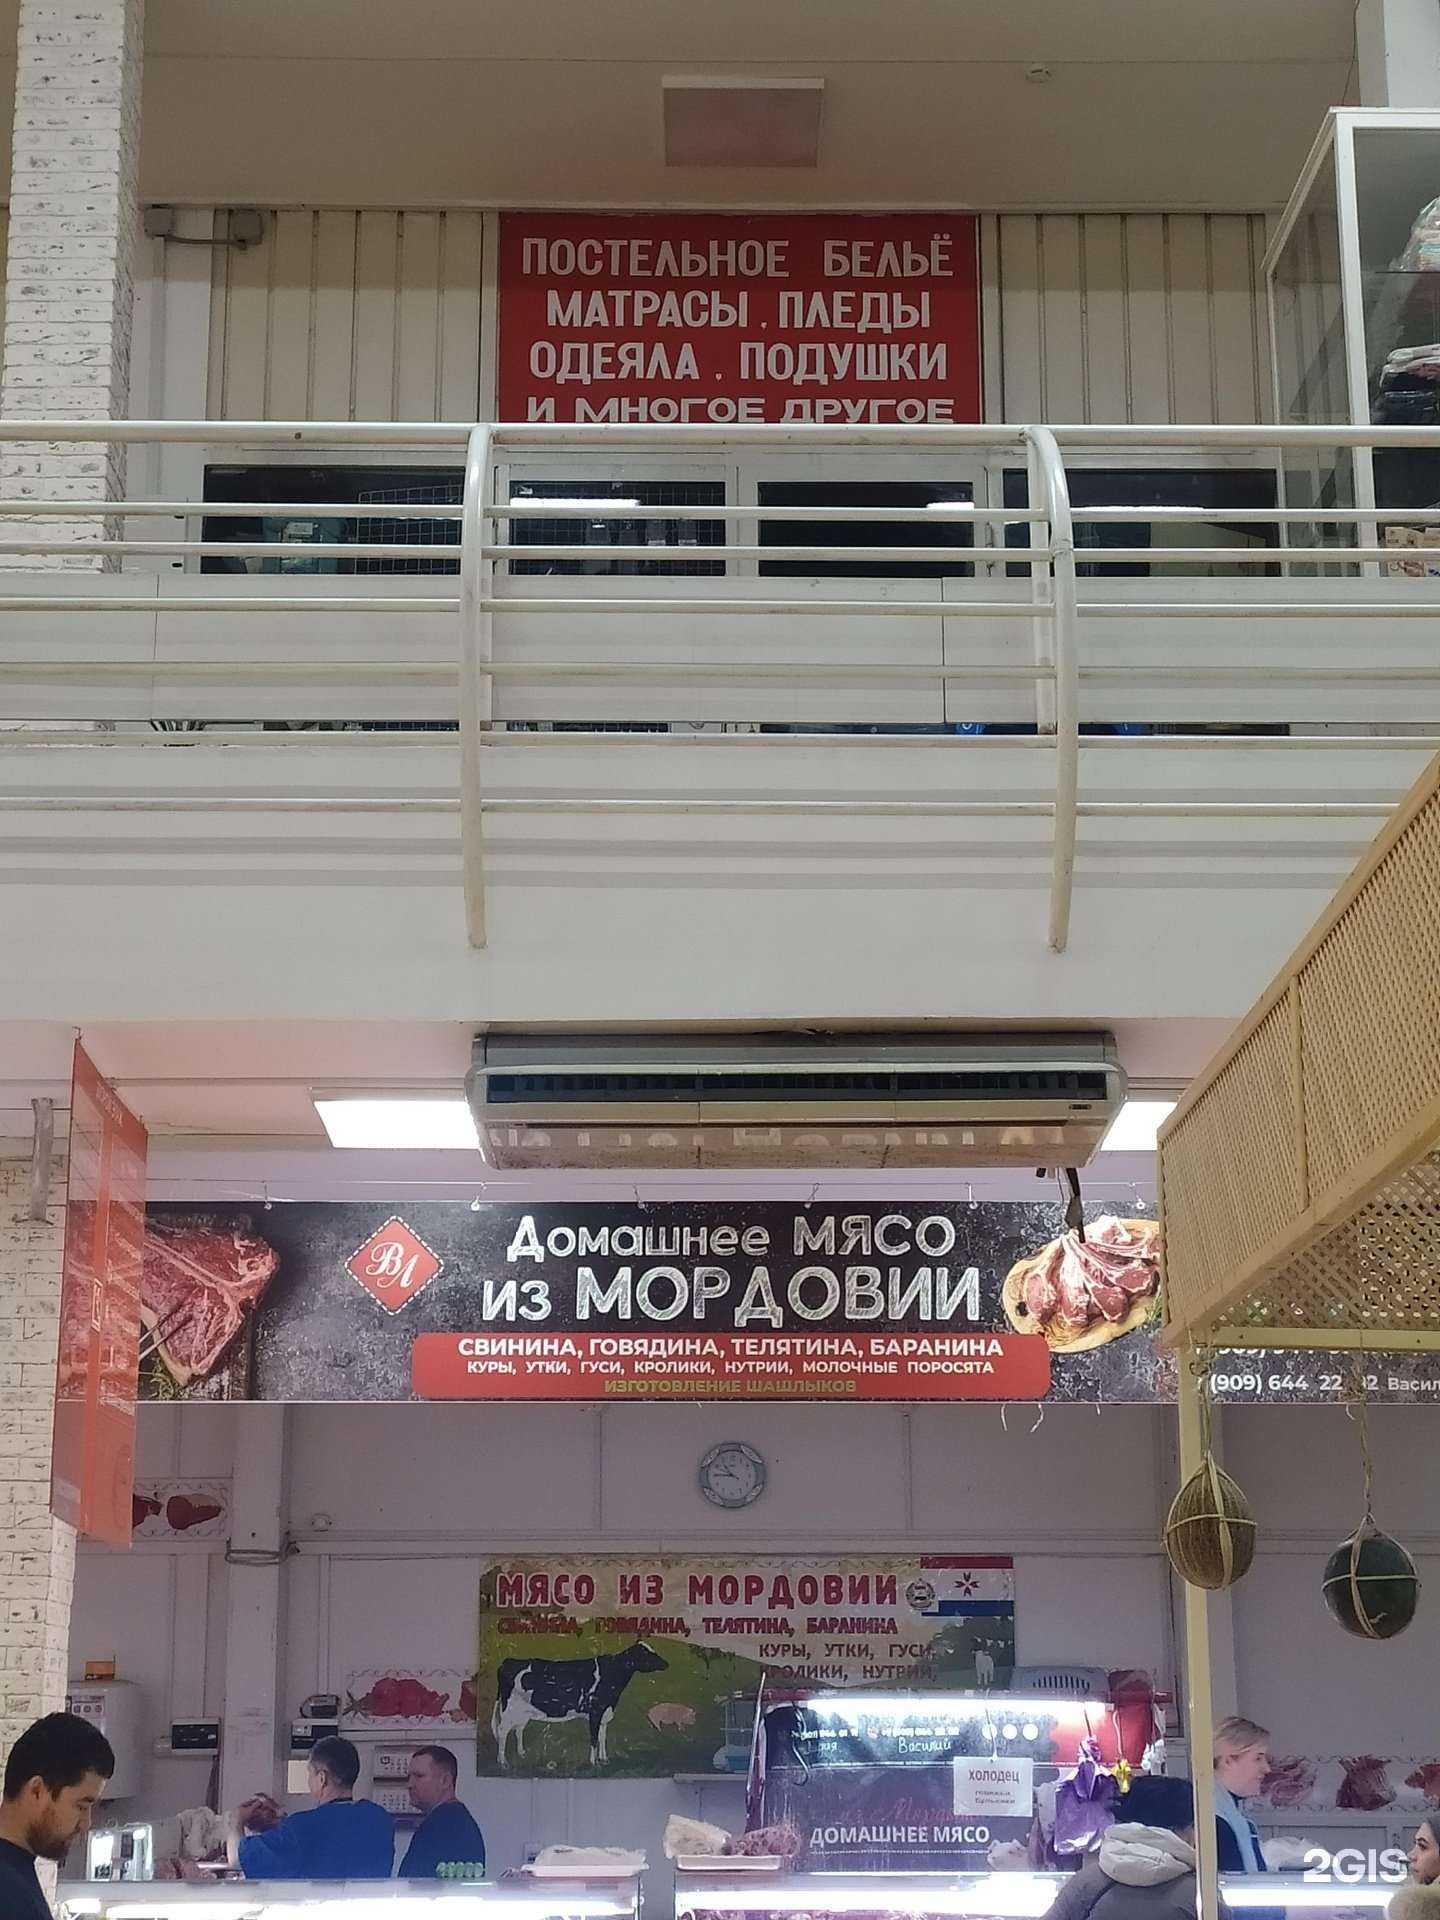 ПОСТЕЛЬНОЕ БЕЛЬЁ
МАТРАСЫ, ПЛЕДЫ
ОДЕЯЛА, ПОДУШКИ
И МНОГОЕ ДРУГОЕ
ВЛ
Домашнее МЯСО
из МОРДОВИИ
СВИНИНА, ГОВЯДИНА, ТЕЛЯТИНА, БАРАНИНА
КУРЫ, УТКИ, ГУСИ, КРОЛИКИ, НУТРИИ, МОЛОЧНЫЕ ПОРОСЯТА
ИЗГОТОВЛЕНИЕ ШАШЛЫКОВ
(909) 644 22
МЯСО ИЗ МОРДОВИИ
СВИНИНА, ГОВЯДИНА, ТЕЛЯТИНА, БАРАНИНА
КУРЫ, УТКИ, ГУСИ,
КРОЛИКИ, НУТРИИ,
Василий
ХОЛОДЕЦ
ДОМАШНЕЕ МЯСО
2GIS